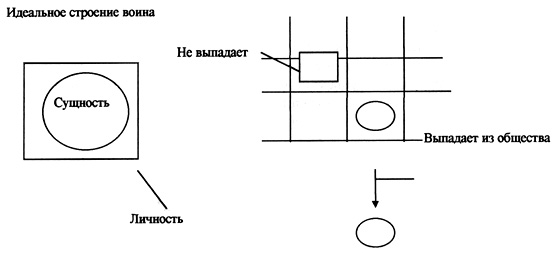 Идеальное строение воина
Не выпадает
Сущность
Выпадает из общества
Личность